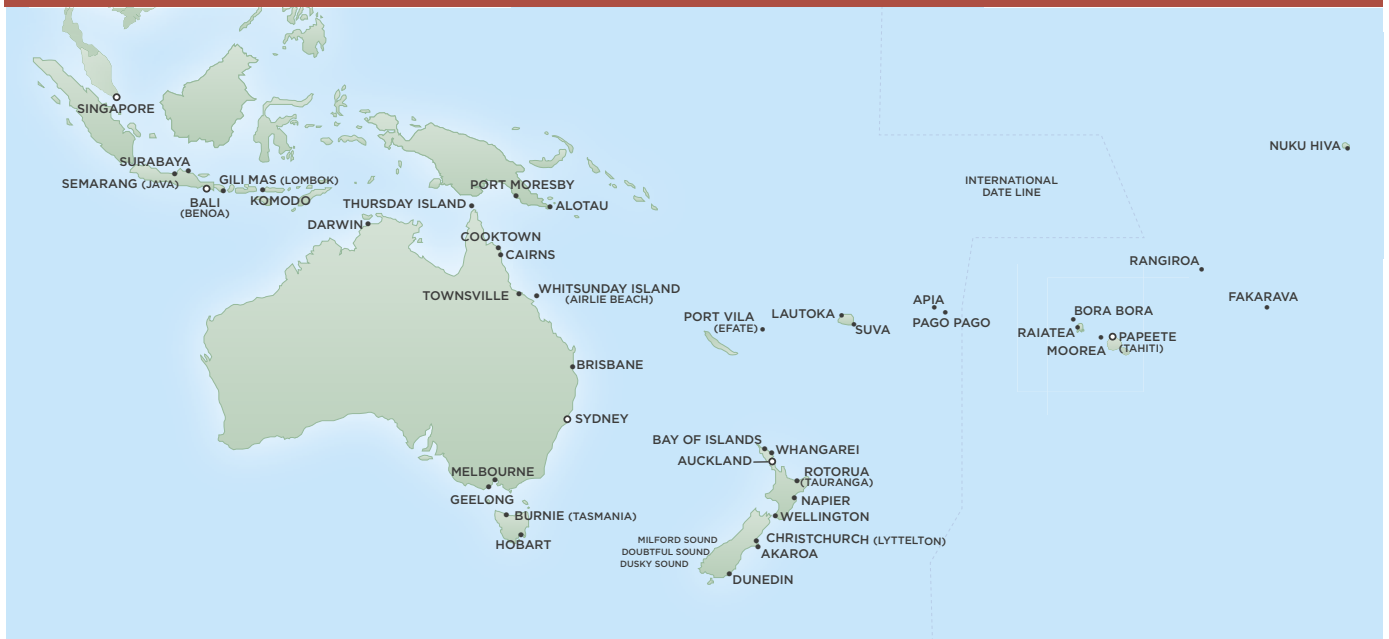 SINGAPORE
SURABAYA
SEMARANG (JAVA)
BALI
(BENOA)
GILI MAS (LOMBOK)
KOMODO
PORT MORESBY
ALOTAU
THURSDAY ISLAND
DARWIN
COOKTOWN
CAIRNS
TOWNSVILLE
WHITSUNDAY ISLAND
(AIRLIE BEACH)
BRISBANE
SYDNEY
MELBOURNE
GEELONG
BURNIE (TASMANIA)
HOBART
PORT VILA
(EFATE)
LAUTOKA
SUVA
APIA
PAGO PAGO
INTERNATIONAL
DATE LINE
NUKU HIVA
RANGIROA
FAKARAVA
BORA BORA
RAIATEA
MOOREA
PAPEETE
(TAHITI)
BAY OF ISLANDS
WHANGAREI
AUCKLAND
ROTORUA
(TAURANGA)
NAPIER
WELLINGTON
MILFORD SOUND
DOUBTFUL SOUND
DUSKY SOUND
CHRISTCHURCH (LYTTELTON)
AKAROA
DUNEDIN